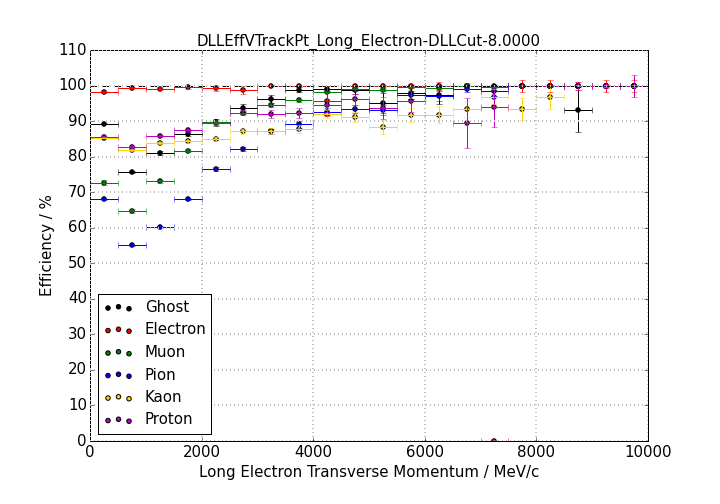 DLLEffVTrackPt_Long_Electron-DLLCut-8.0000
110
100
90
80
70
60
50
40
30
20
10
0
Efficiency / %
Ghost
Electron
Muon
Pion
Kaon
Proton
0 2000 4000 6000 8000 10000
Long Electron Transverse Momentum / MeV/c